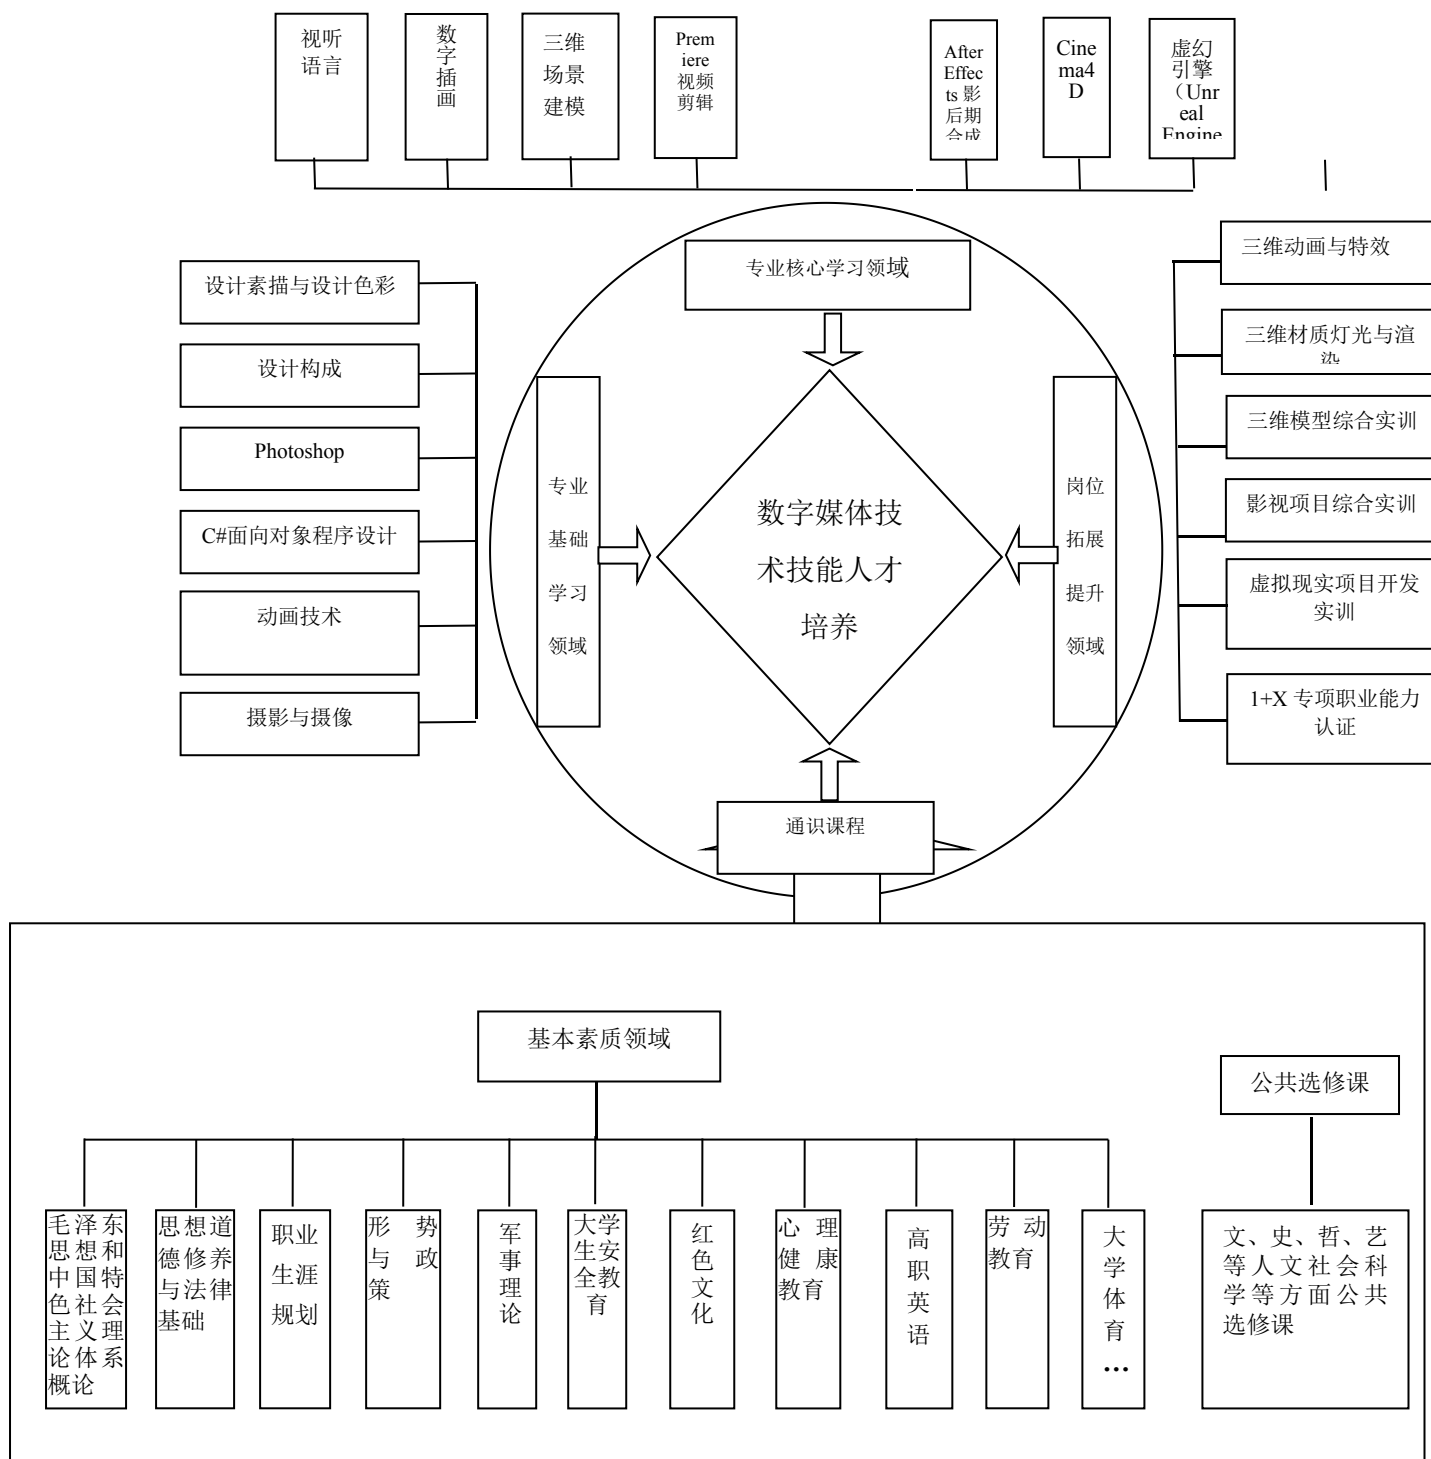 视听
语言
数
字
插
画
三维
场景
建模
Prem
iere
视频
剪辑
After
Effec
ts 影
后期
合成
Cine
ma4
D
虚幻
引擎
（Unr
eal
Engine
专业核心学习领域
设计素描与设计色彩
设计构成
Photoshop
C#面向对象程序设计
动画技术
摄影与摄像
专业
基础
学习
领域
数字媒体技
术技能人才
培养
岗位
拓展
提升
领域
三维动画与特效
三维材质灯光与渲
染
三维模型综合实训
影视项目综合实训
虚拟现实项目开发
实训
1+X 专项职业能力
认证
通识课程
基本素质领域
公共选修课
毛泽东
思想和
中国特
色社会
主义理
论体系
概论
思想道
德修养
与法律
基础
职业
生涯
规划
形势
与政
策
军
事
理
论
大学
生安
全教
育
红
色
文
化
心理
健康
教育
高
职
英
语
劳动
教育
大
学
体
育
…
文、史、哲、艺
等人文社会科
学等方面公共
选修课